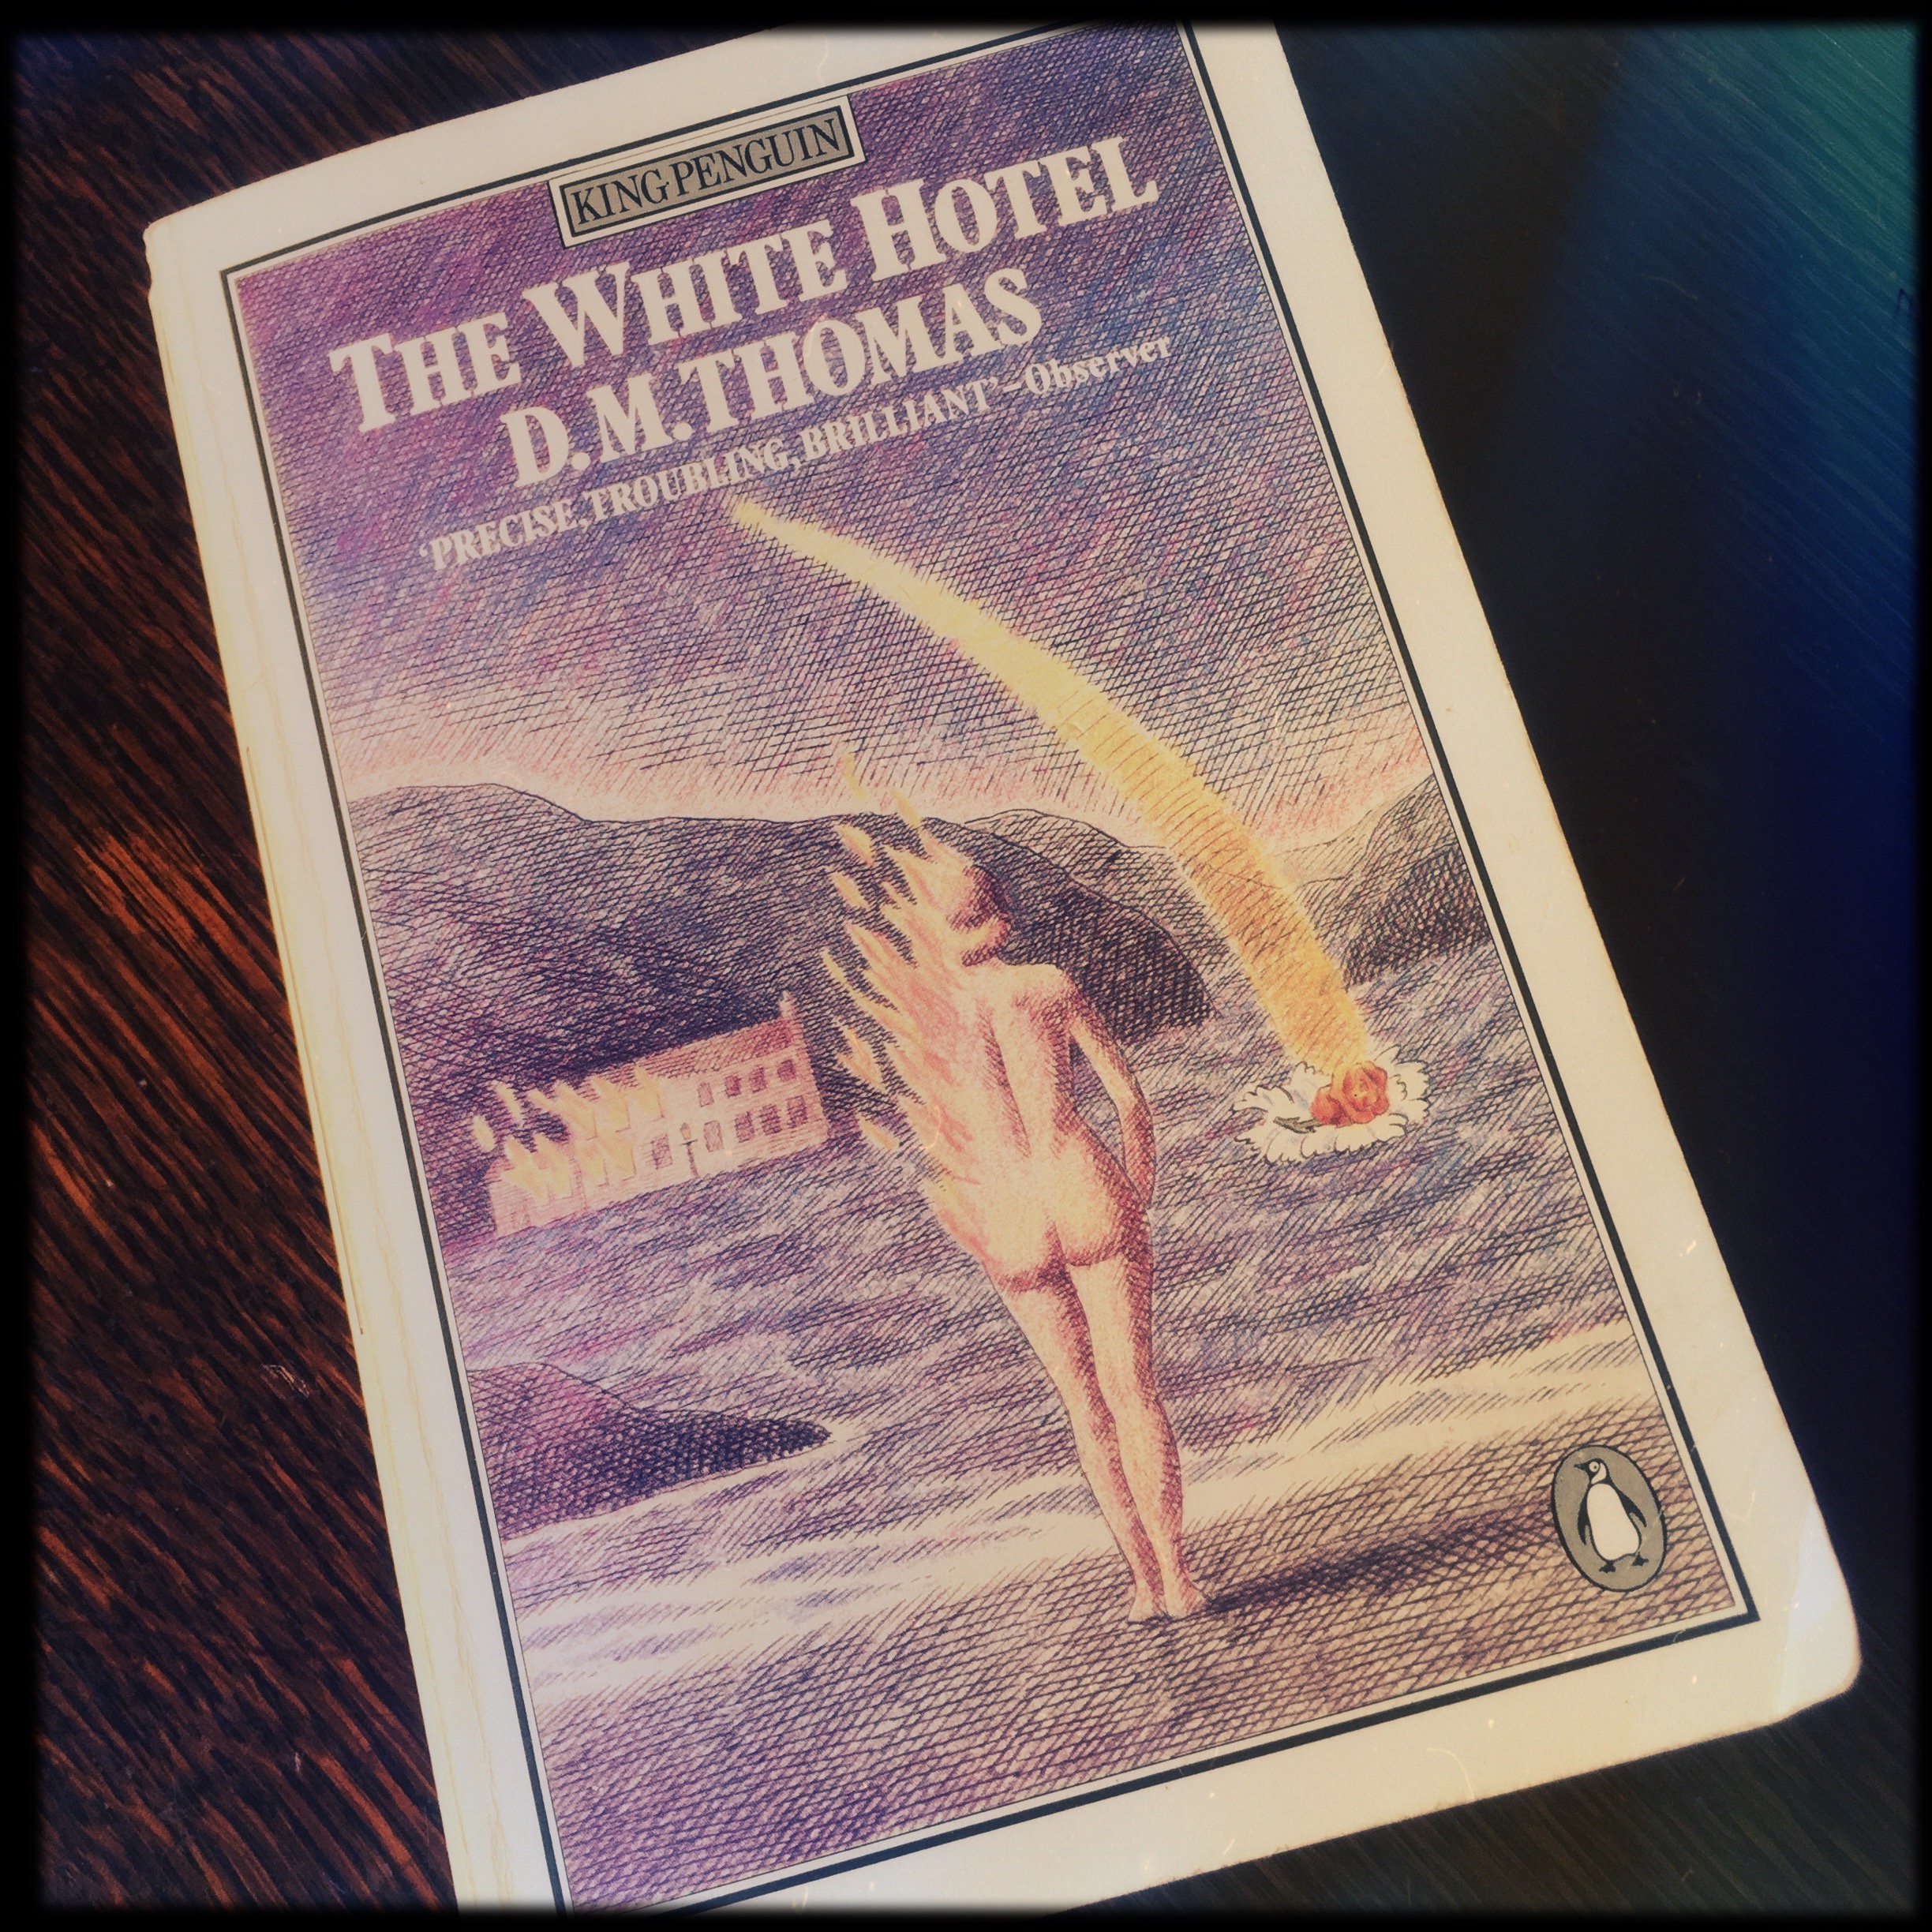 KING PENGUIN
THE WHITE HOTEL
D.M.THOMAS
‘PRECISE, TROUBLING, BRILLIANT’–Observer